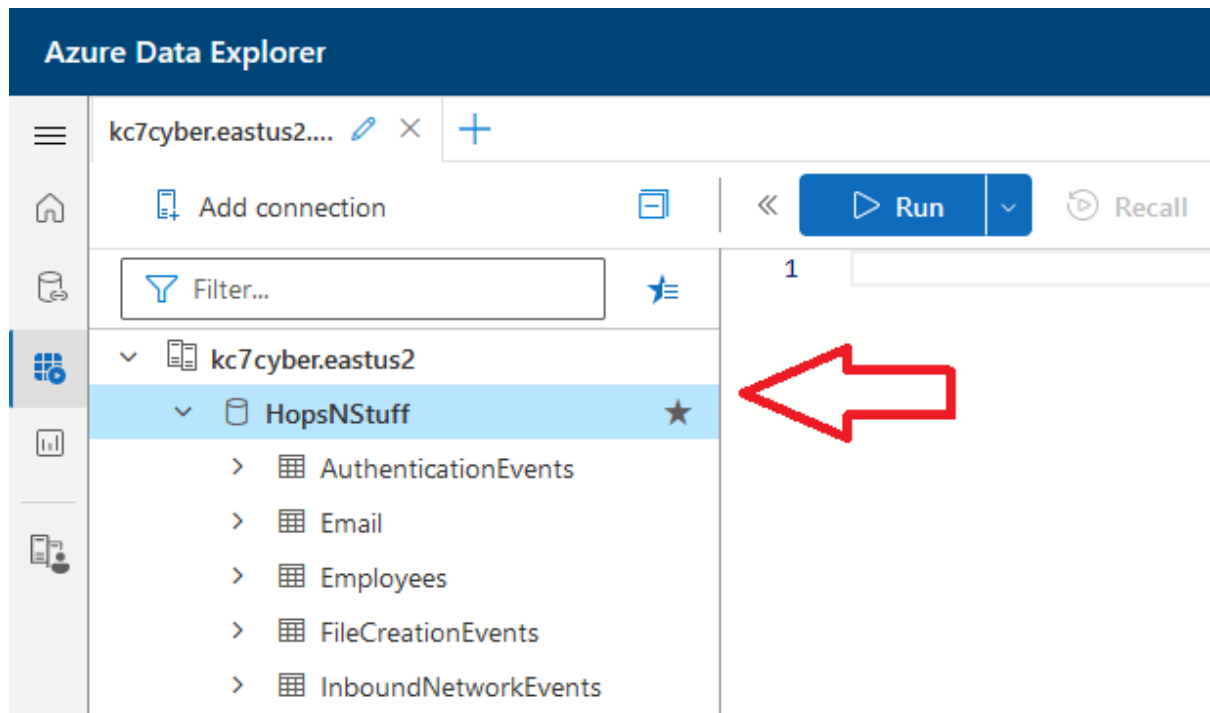 Azure Data Explorer
kc7cyber.eastus2....
Add connection
Run
Recall
Filter...
1
kc7cyber.eastus2
HopsNStuff
AuthenticationEvents
Email
Employees
FileCreationEvents
InboundNetworkEvents